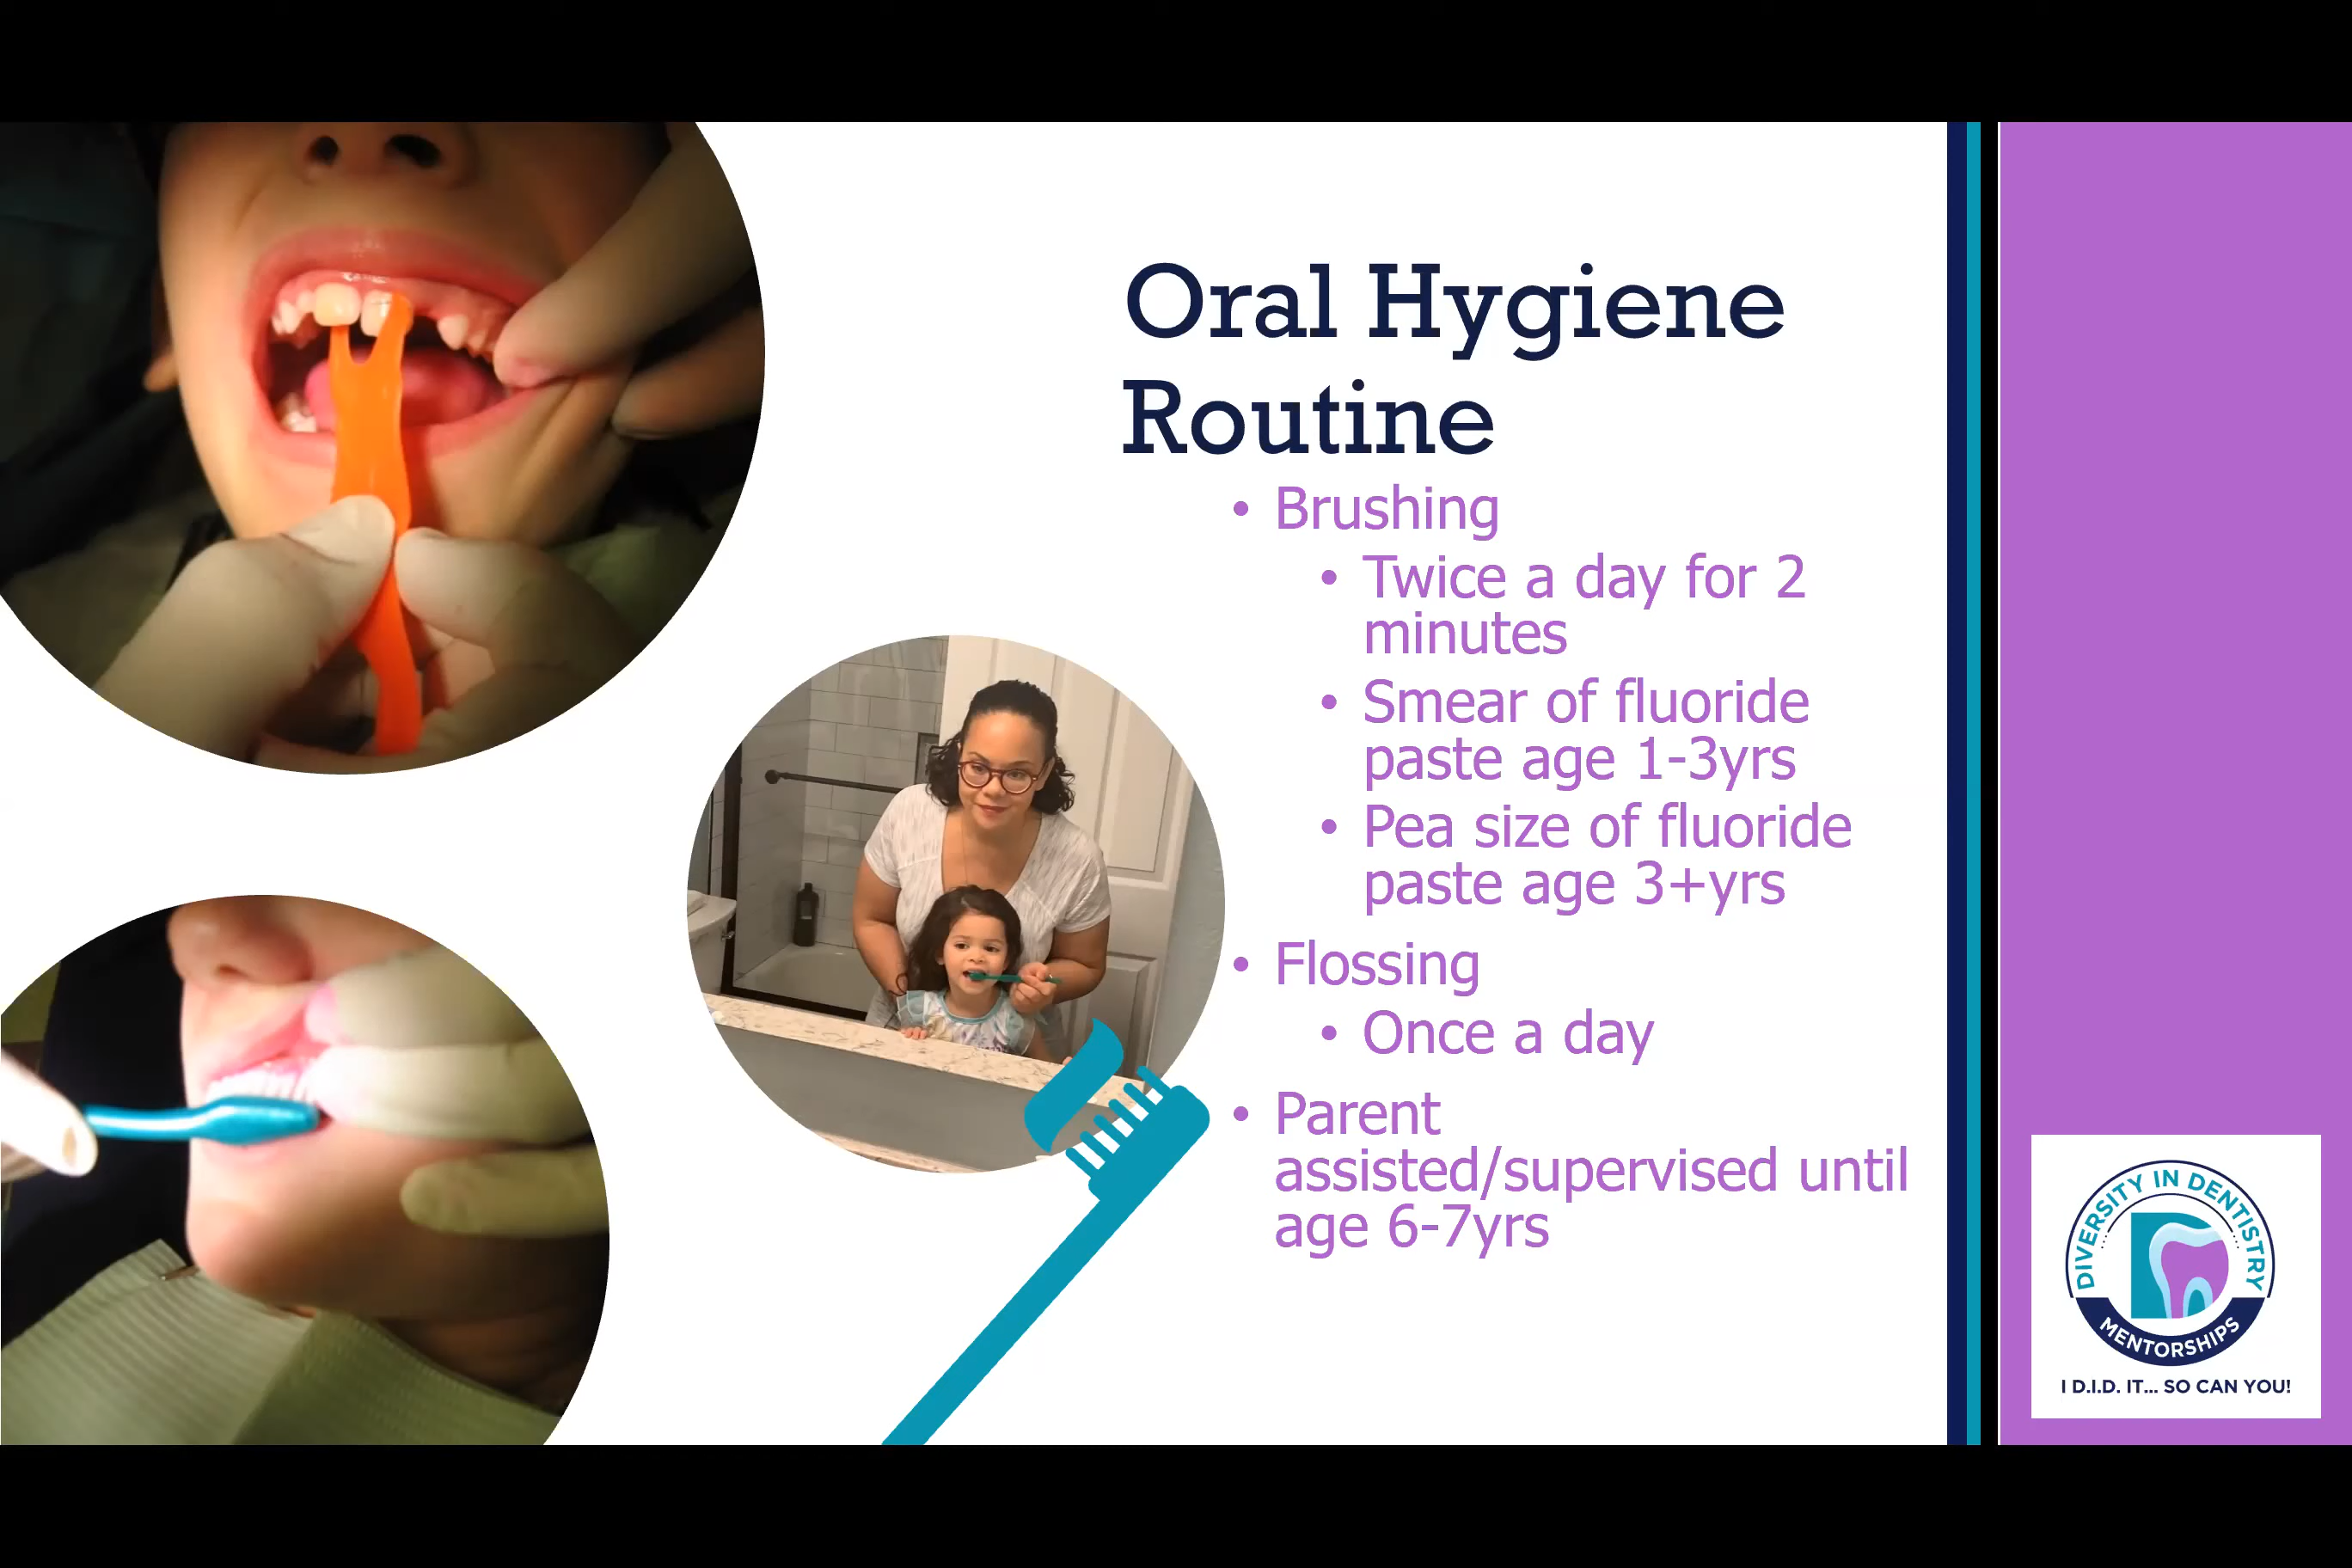 Oral Hygiene
Routine
• Brushing
• Twice a day for 2
minutes
• Smear of fluoride
paste age 1-3yrs
• Pea size of fluoride
paste age 3+yrs
• Flossing
• Once a day
• Parent
assisted/supervised until
age 6-7yrs
DIVERSITY IN DENTISTRY
MENTORSHIPS
I D.I.D. IT... SO CAN YOU!